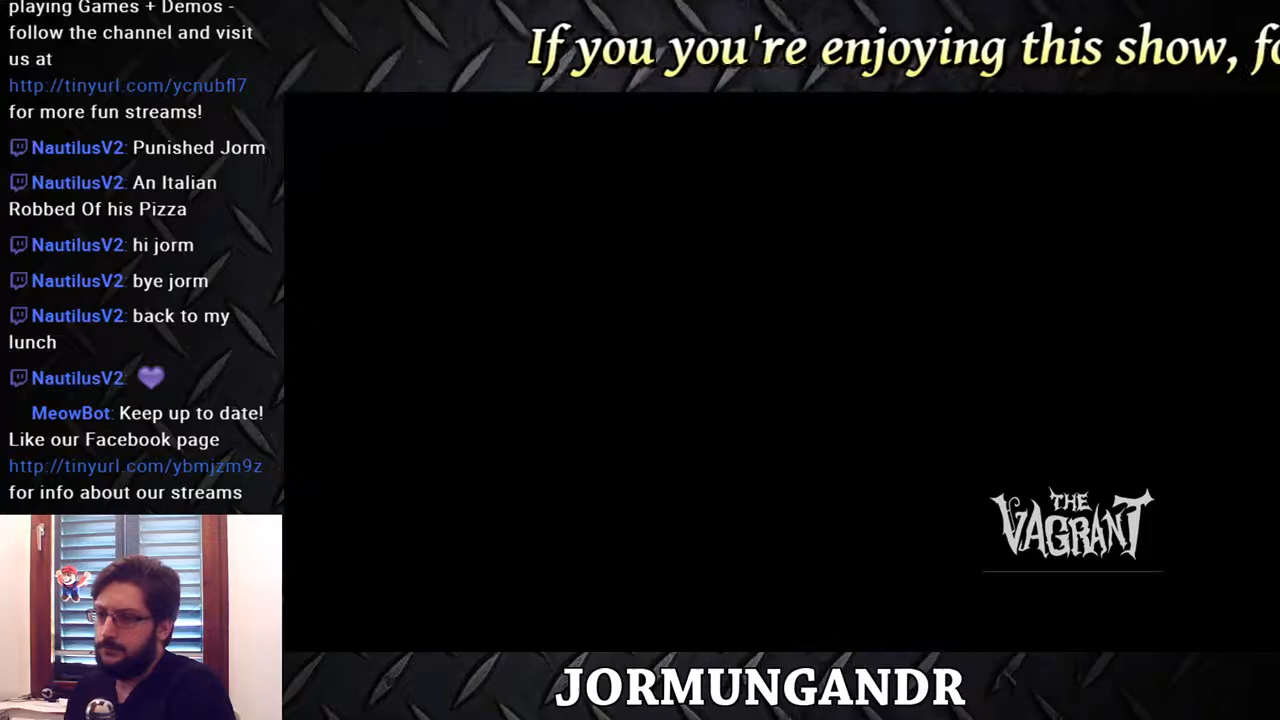 playing Games + Demos -
follow the channel and visit
us at
http://tinyurl.com/ycnubfl7
for more fun streams!
NautilusV2: Punished Jorm
NautilusV2: An Italian
Robbed Of his Pizza
NautilusV2: hi jorm
NautilusV2: bye jorm
NautilusV2: back to my
lunch
NautilusV2:
MeowBot: Keep up to date!
Like our Facebook page
http://tinyurl.com/ybmjzm9z
for info about our streams
If you you're enjoying this show, fo
THE
VAGRANT
JORMUNGANDR